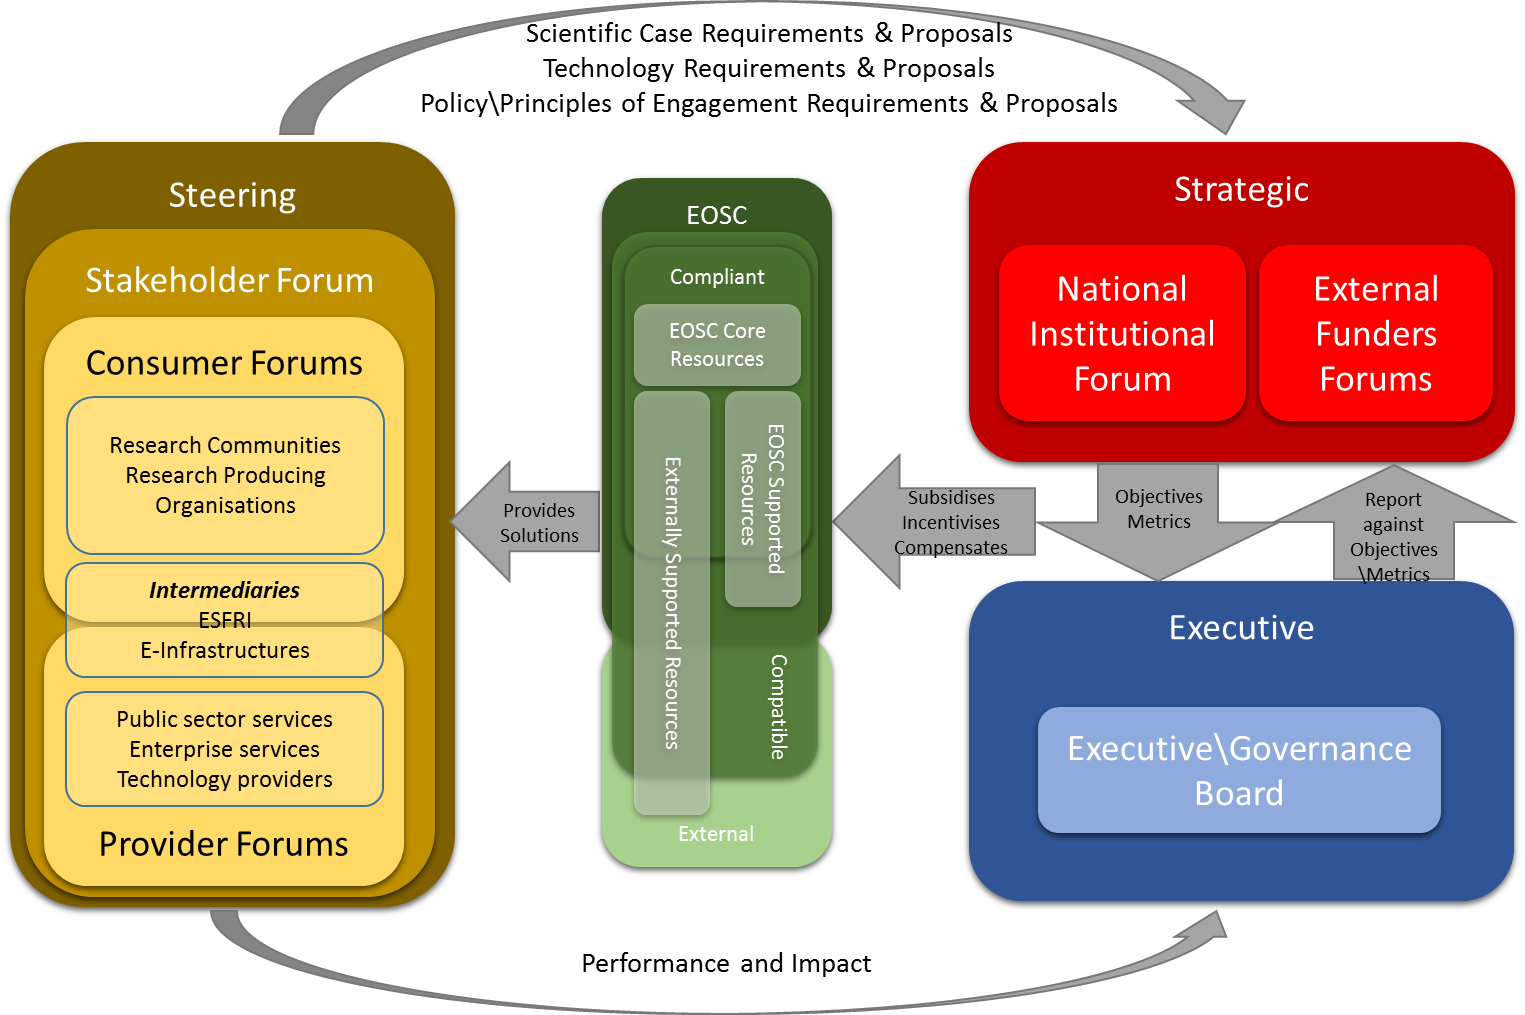 Scientific Case Requirements & Proposals
Technology Requirements & Proposals
Policy\Principles of Engagement Requirements & Proposals
Steering
Stakeholder Forum
Consumer Forums
Research Communities
Research Producing
Organisations
Intermediaries
ESFRI
E-Infrastructures
Public sector services
Enterprise services
Technology providers
Provider Forums
Provides
Solutions
EOSC
Compliant
EOSC Core
Resources
Externally Supported Resources
EOSC Supported
Resources
Compatible
External
Subsidises
Incentivises
Compensates
Strategic
National
Institutional
Forum
External
Funders
Forums
Objectives
Metrics
Report
against
Objectives
\Metrics
Executive
Executive\Governance
Board
Performance and Impact